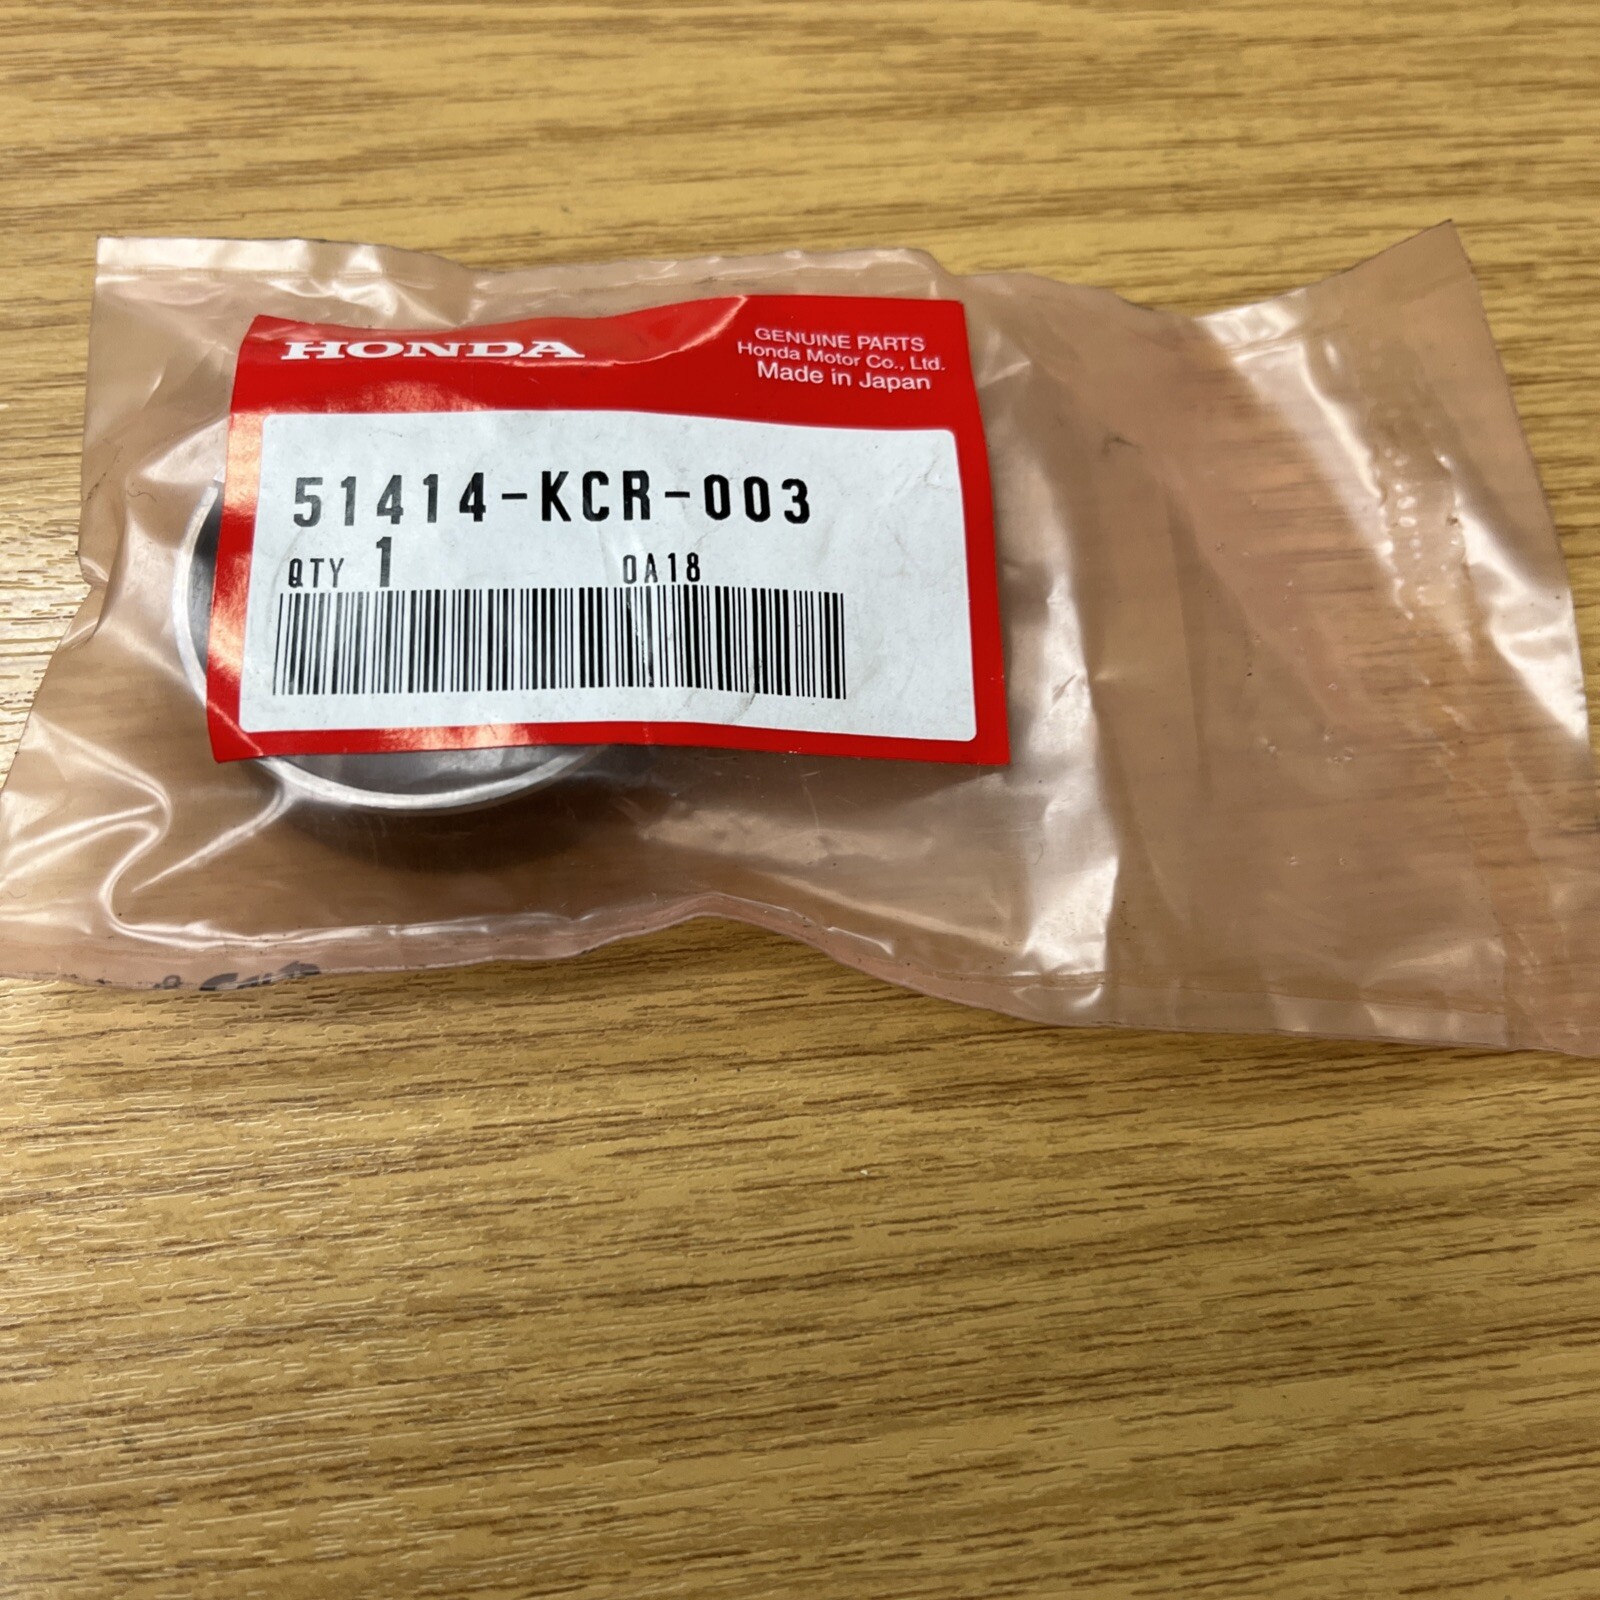 HONDA
GENUINE PARTS
Honda Motor Co., Ltd.
Made in Japan
51414-KCR-003
QTY 1 0A18